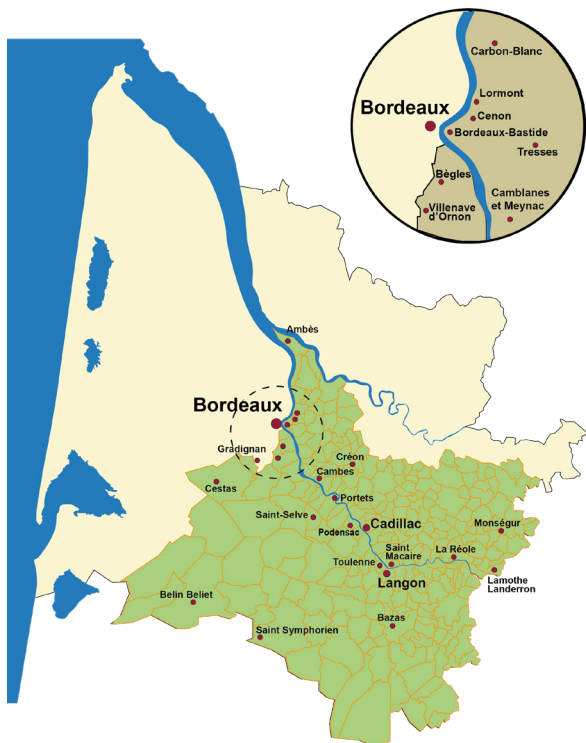 Carbon-Blanc
Lormont
Bordeaux
Cenon
Bordeaux-Bastide
Tresses
Bègles
Camblanes
et Meynac
Villenave
d'Ornon
Ambès
Bordeaux
Gradignan
Créon
Cambes
Cestas
Portets
Saint-Selve
Cadillac
Monségur
Podensac
Saint
Macaire
La Réole
Toulenne
Langon
Lamothe
Landerron
Belin Beliet
Bazas
Saint Symphorien